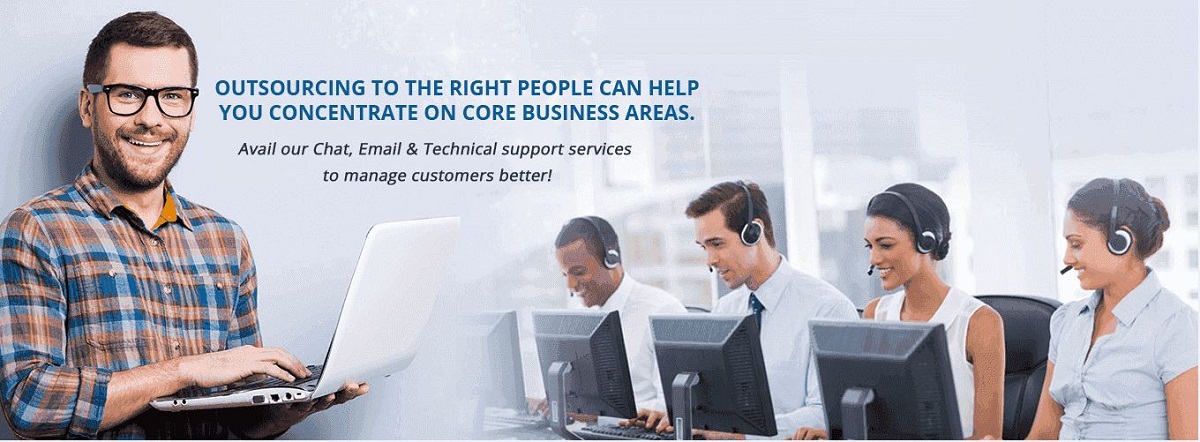 OUTSOURCING TO THE RIGHT PEOPLE CAN HELP
YOU CONCENTRATE ON CORE BUSINESS AREAS.
Avail our Chat, Email & Technical support services
to manage customers better!